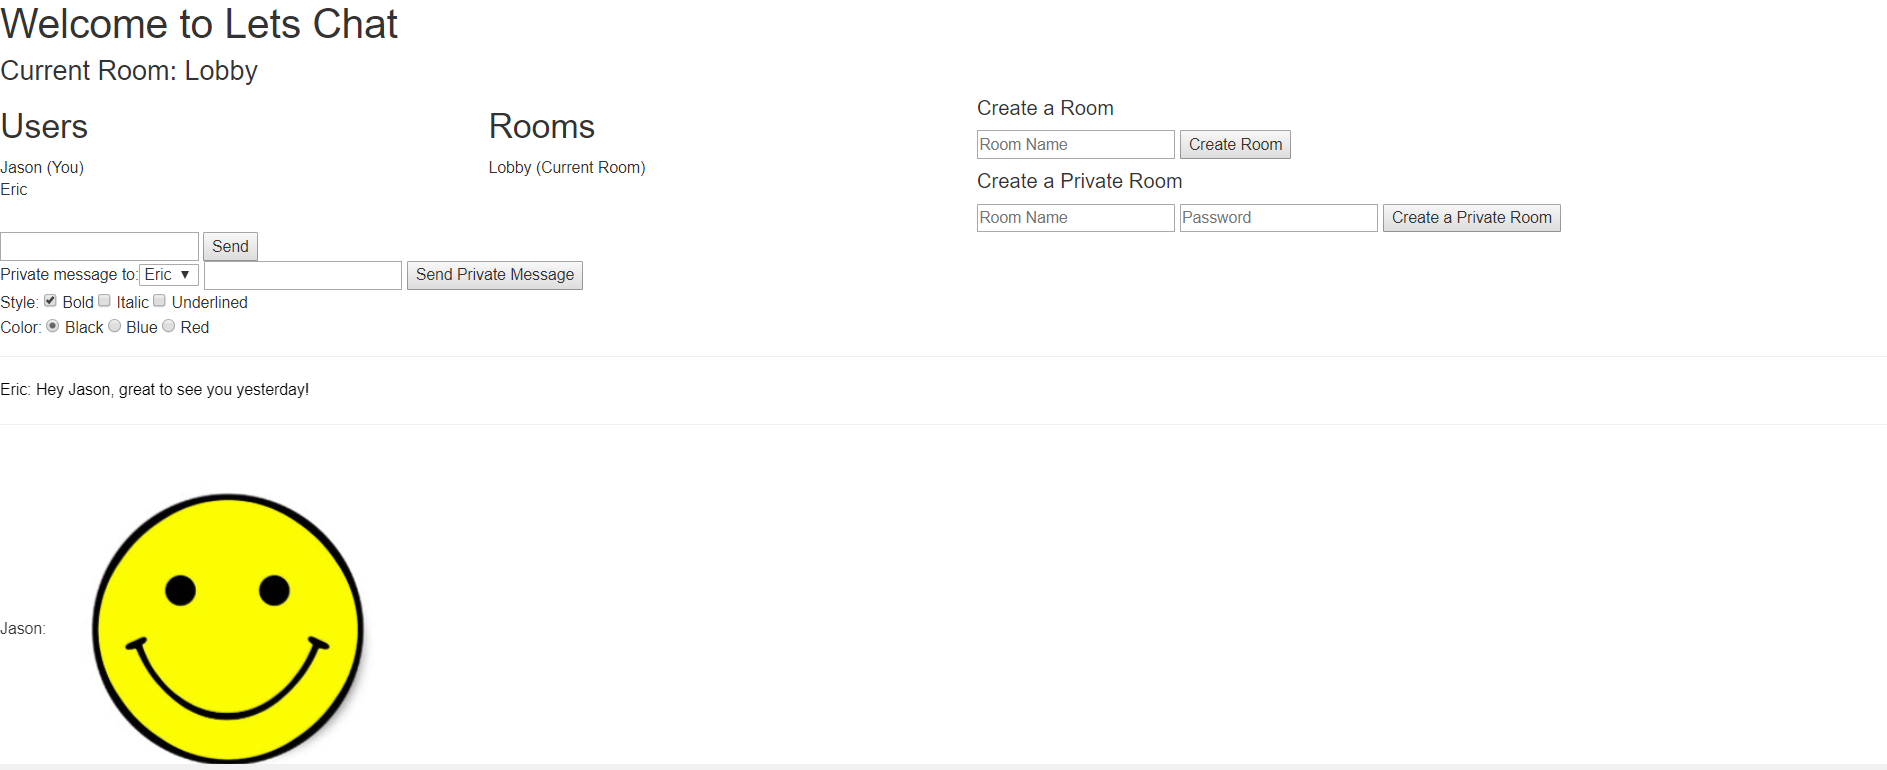 Welcome to Lets Chat
Current Room: Lobby
Users
Jason (You)
Eric
Rooms
Lobby (Current Room)
Create a Room
Room Name Create Room
Create a Private Room
Room Name Password Create a Private Room
Send
Private message to: Eric ▼ Send Private Message
Style: Bold Italic Underlined
Color: Black Blue Red
Eric: Hey Jason, great to see you yesterday!
Jason: